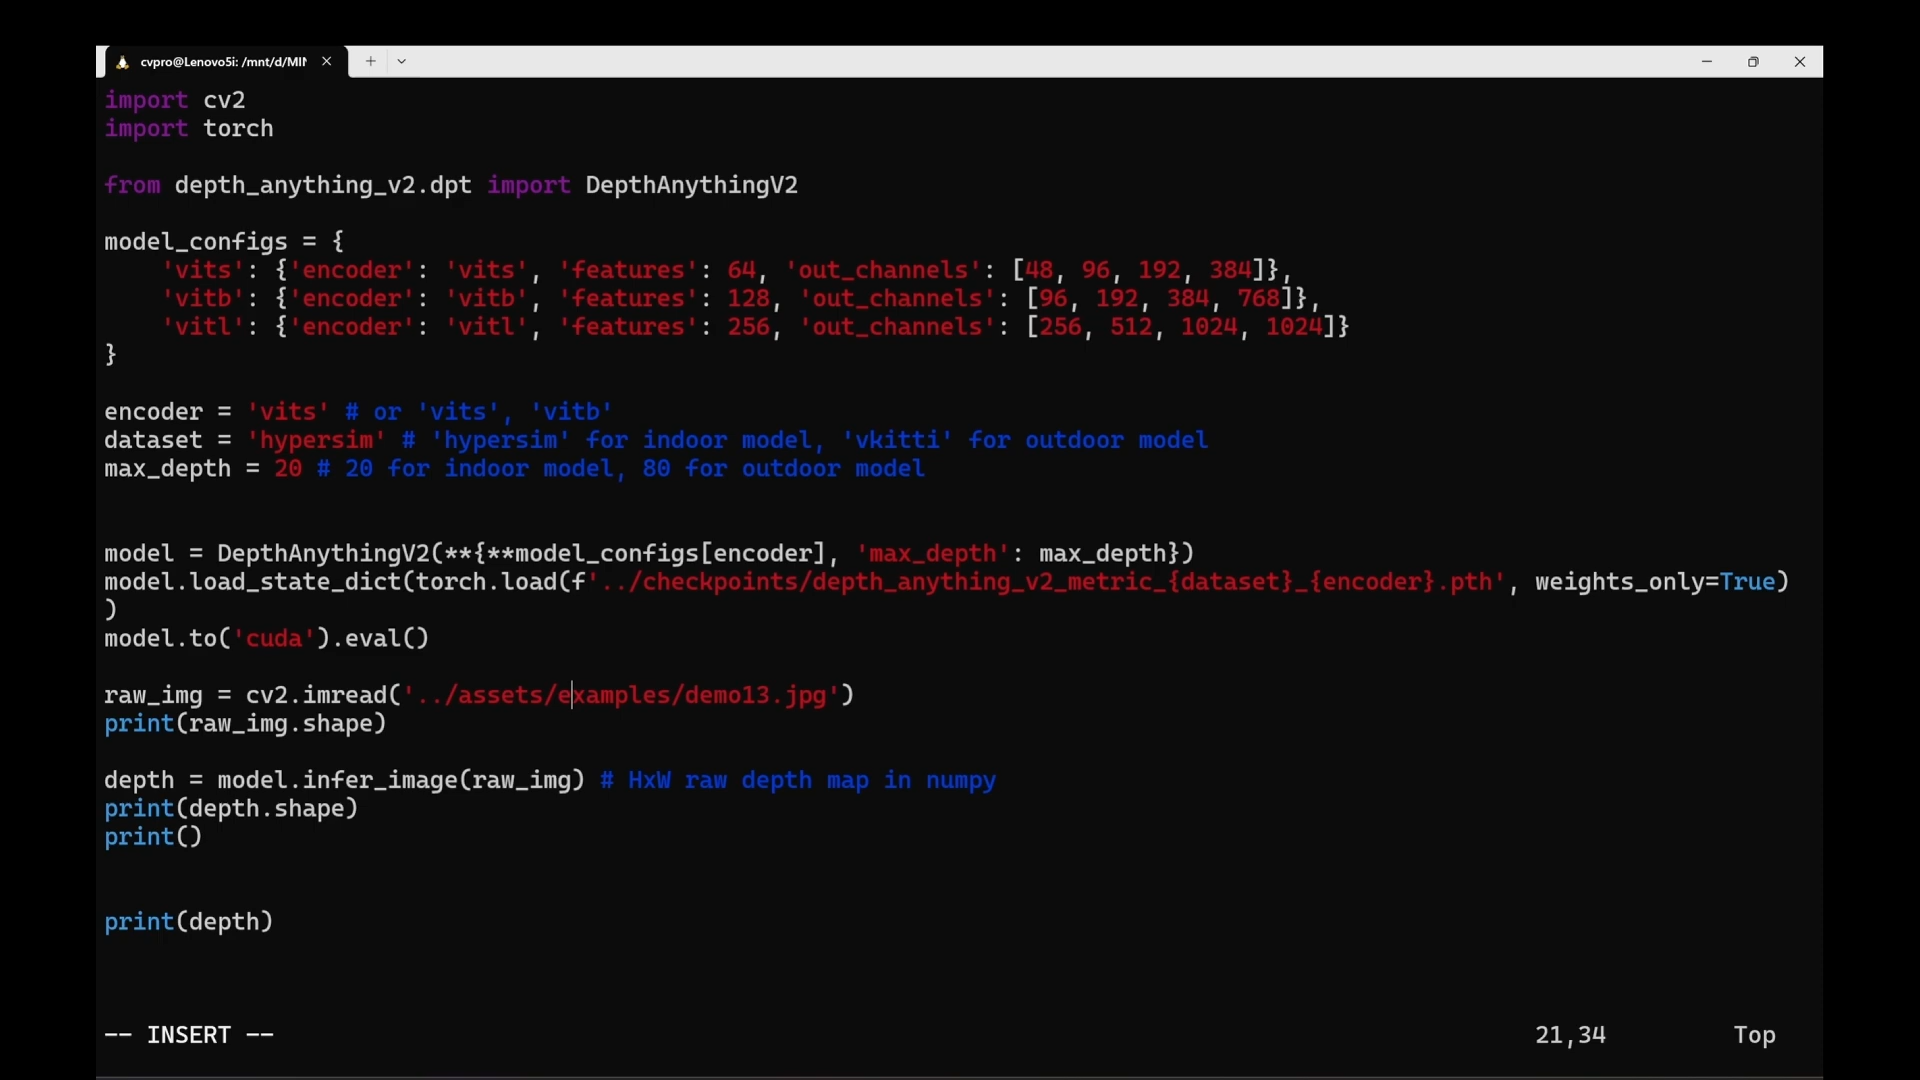 cvpro@Lenovo5i: /mnt/d/MIN
import cv2
import torch
from depth_anything_v2.dpt import DepthAnythingV2
model_configs = {
    'vits': {'encoder': 'vits', 'features': 64, 'out_channels': [48, 96, 192, 384]},
    'vitb': {'encoder': 'vitb', 'features': 128, 'out_channels': [96, 192, 384, 768]},
    'vitl': {'encoder': 'vitl', 'features': 256, 'out_channels': [256, 512, 1024, 1024]}
}
encoder = 'vits' # or 'vits', 'vitb'
dataset = 'hypersim' # 'hypersim' for indoor model, 'vkitti' for outdoor model
max_depth = 20 # 20 for indoor model, 80 for outdoor model
model = DepthAnythingV2(**{**model_configs[encoder], 'max_depth': max_depth})
model.load_state_dict(torch.load(f'../checkpoints/depth_anything_v2_metric_{dataset}_{encoder}.pth', weights_only=True)
)
model.to('cuda').eval()
raw_img = cv2.imread('../assets/examples/demo13.jpg')
print(raw_img.shape)
depth = model.infer_image(raw_img) # HxW raw depth map in numpy
print(depth.shape)
print()
print(depth)
-- INSERT -- 21,34 Top